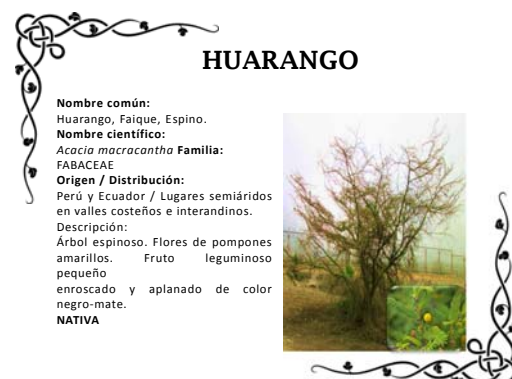 HUARANGO
Nombre común:
Huarango, Faique, Espino.
Nombre científico:
Acacia macracantha Familia:
FABACEAE
Origen / Distribución:
Perú y Ecuador / Lugares semiáridos
en valles costeños e interandinos.
Descripción:
Árbol espinoso. Flores de pompones
amarillos. Fruto leguminoso
pequeño
enroscado y aplanado de color
negro-mate.
NATIVA